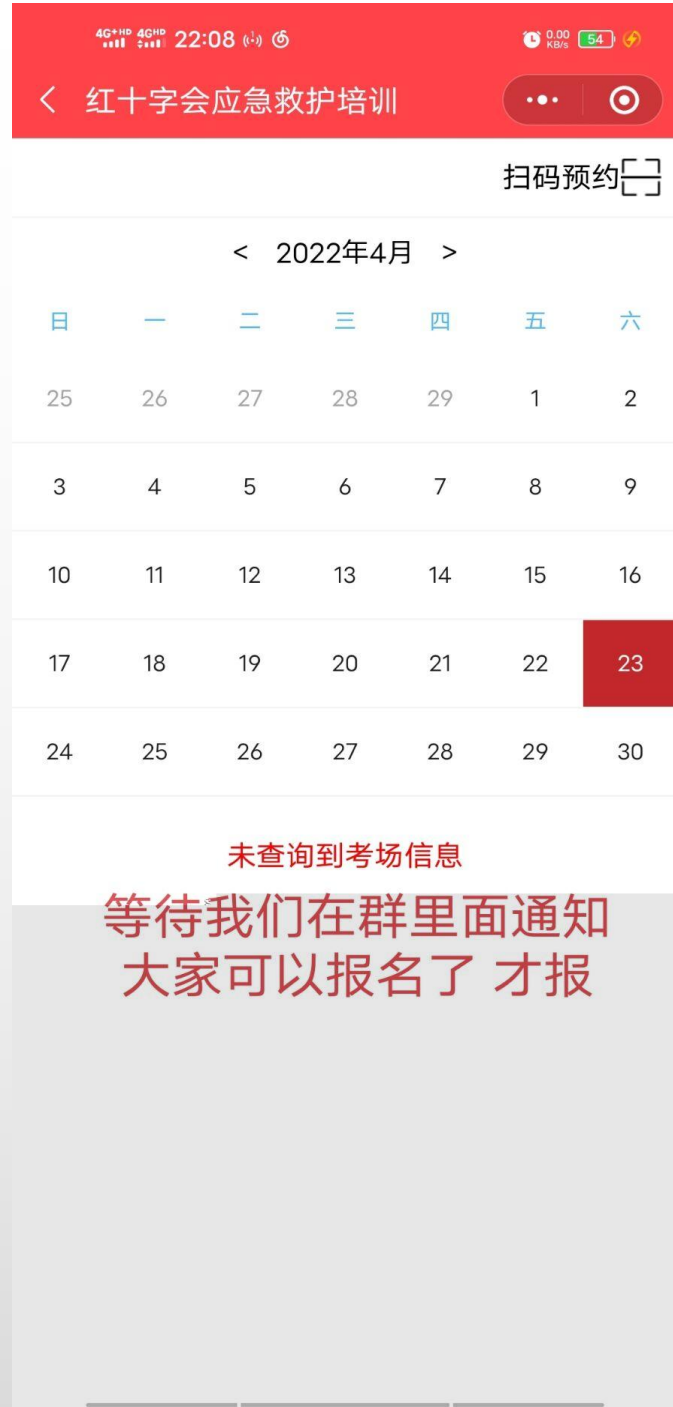 4G+HD 4GHD 22:08 0.00 KB/s 54
红十字会应急救护培训
扫码预约
< 2022年4月 >
日 一 二 三 四 五 六
25 26 27 28 29 1 2
3 4 5 6 7 8 9
10 11 12 13 14 15 16
17 18 19 20 21 22 23
24 25 26 27 28 29 30
未查询到考场信息
等待我们在群里面通知
大家可以报名了 才报